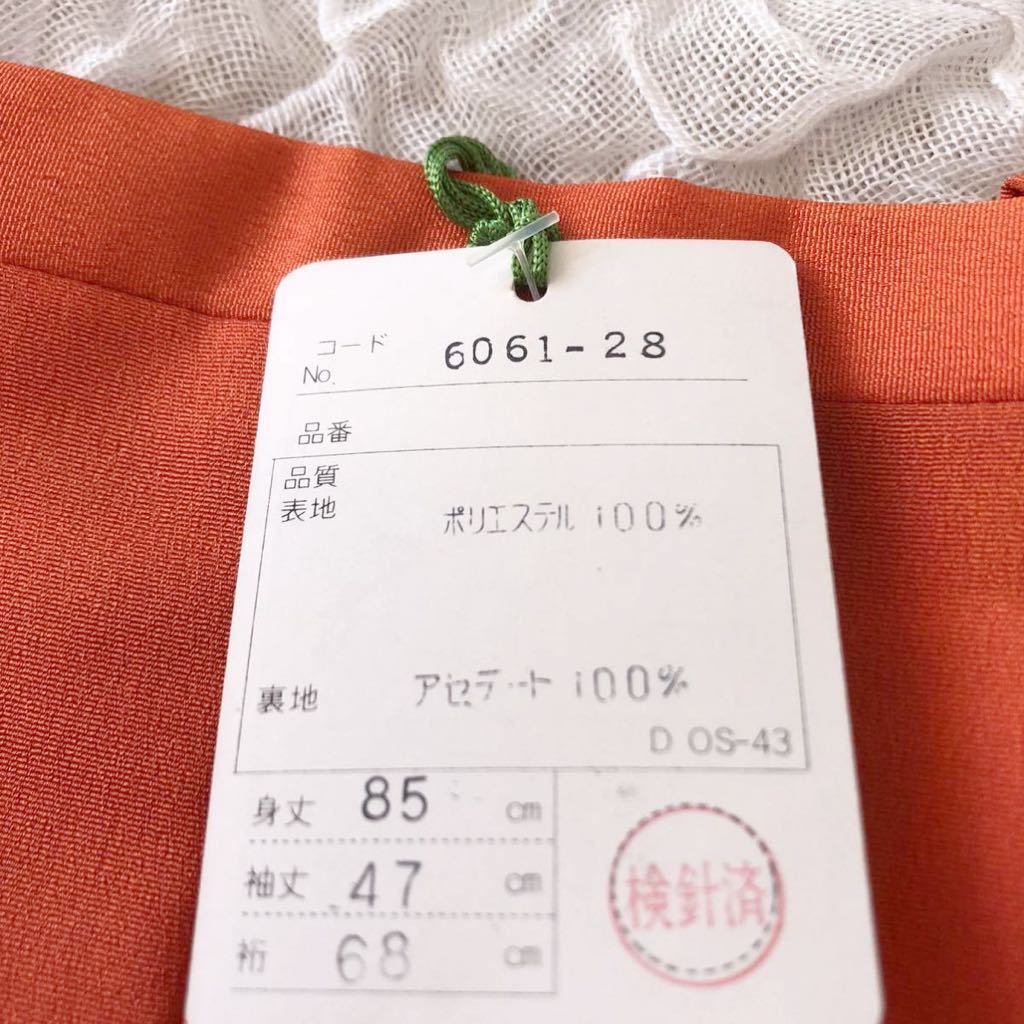 コード
No. 6061-28
品番
品質
表地 ポリエステル 100%
裏地 アセテート 100%
D OS-43
身丈 85 cm
袖丈 47 cm
裄 68 cm
検針済